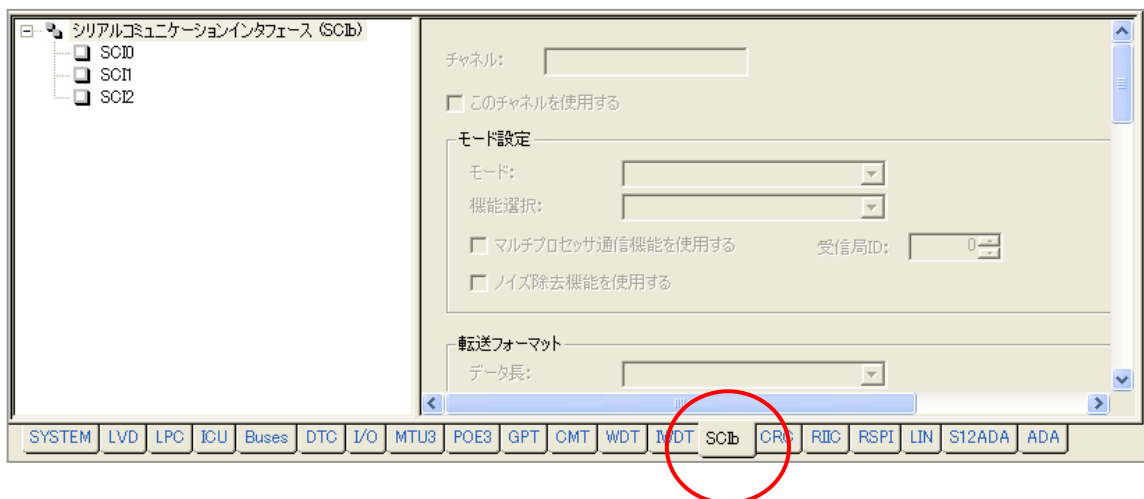 シリアルコミュニケーションインタフェース (SCIb)
SCI0
SCI1
SCI2
チャネル:
このチャネルを使用する
モード設定
モード:
機能選択:
マルチプロセッサ通信機能を使用する 受信局ID: 0
ノイズ除去機能を使用する
転送フォーマット
データ長:
SYSTEM LVD LPC ICU Buses DTC I/O MTU3 POE3 GPT CMT WDT IWDT SCIb CRC RIIC RSPI LIN S12ADA ADA